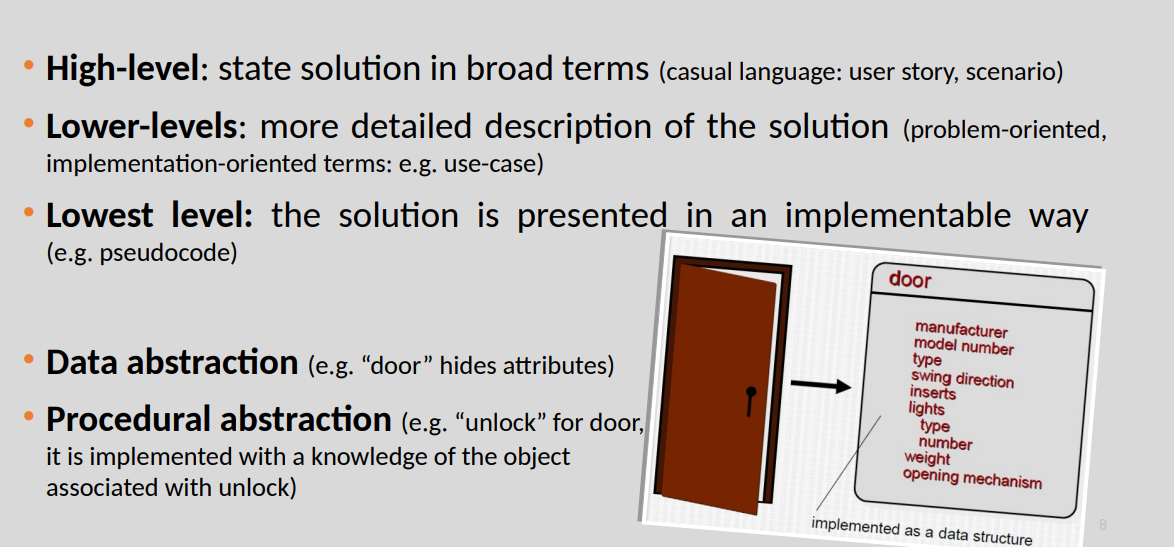 • High-level: state solution in broad terms (casual language: user story, scenario)
• Lower-levels: more detailed description of the solution (problem-oriented,
implementation-oriented terms: e.g. use-case)
• Lowest level: the solution is presented in an implementable way
(e.g. pseudocode)
• Data abstraction (e.g. “door” hides attributes)
• Procedural abstraction (e.g. “unlock” for door,
it is implemented with a knowledge of the object
associated with unlock)
door
manufacturer
model number
type
swing direction
inserts
lights
type
number
weight
opening mechanism
implemented as a data structure
8